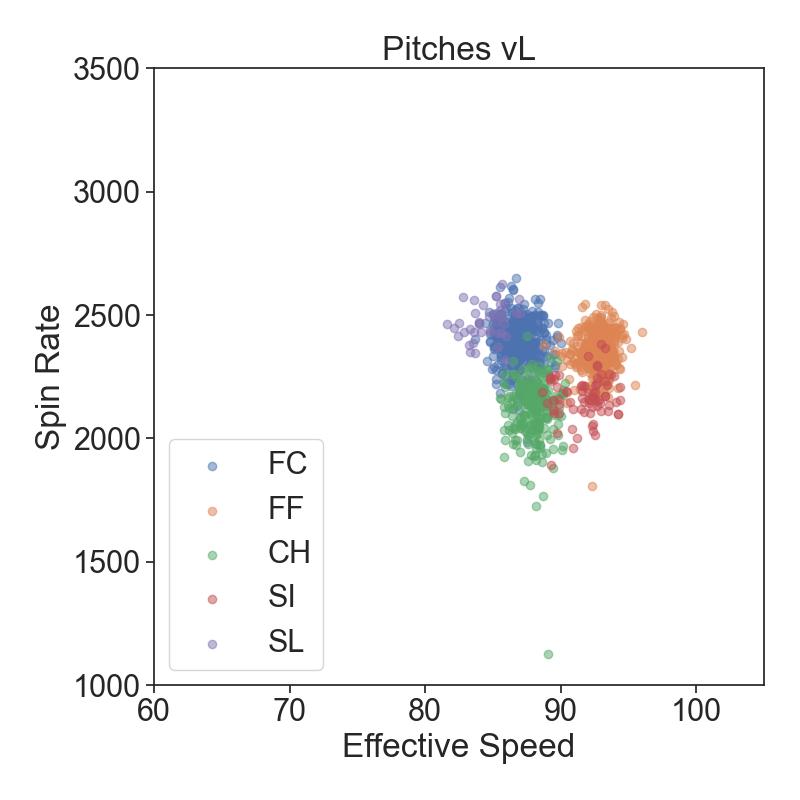 Pitches vL
3500
3000
2500
2000
1500
1000
Spin Rate
FC
FF
CH
SI
SL
60 70 80 90 100
Effective Speed